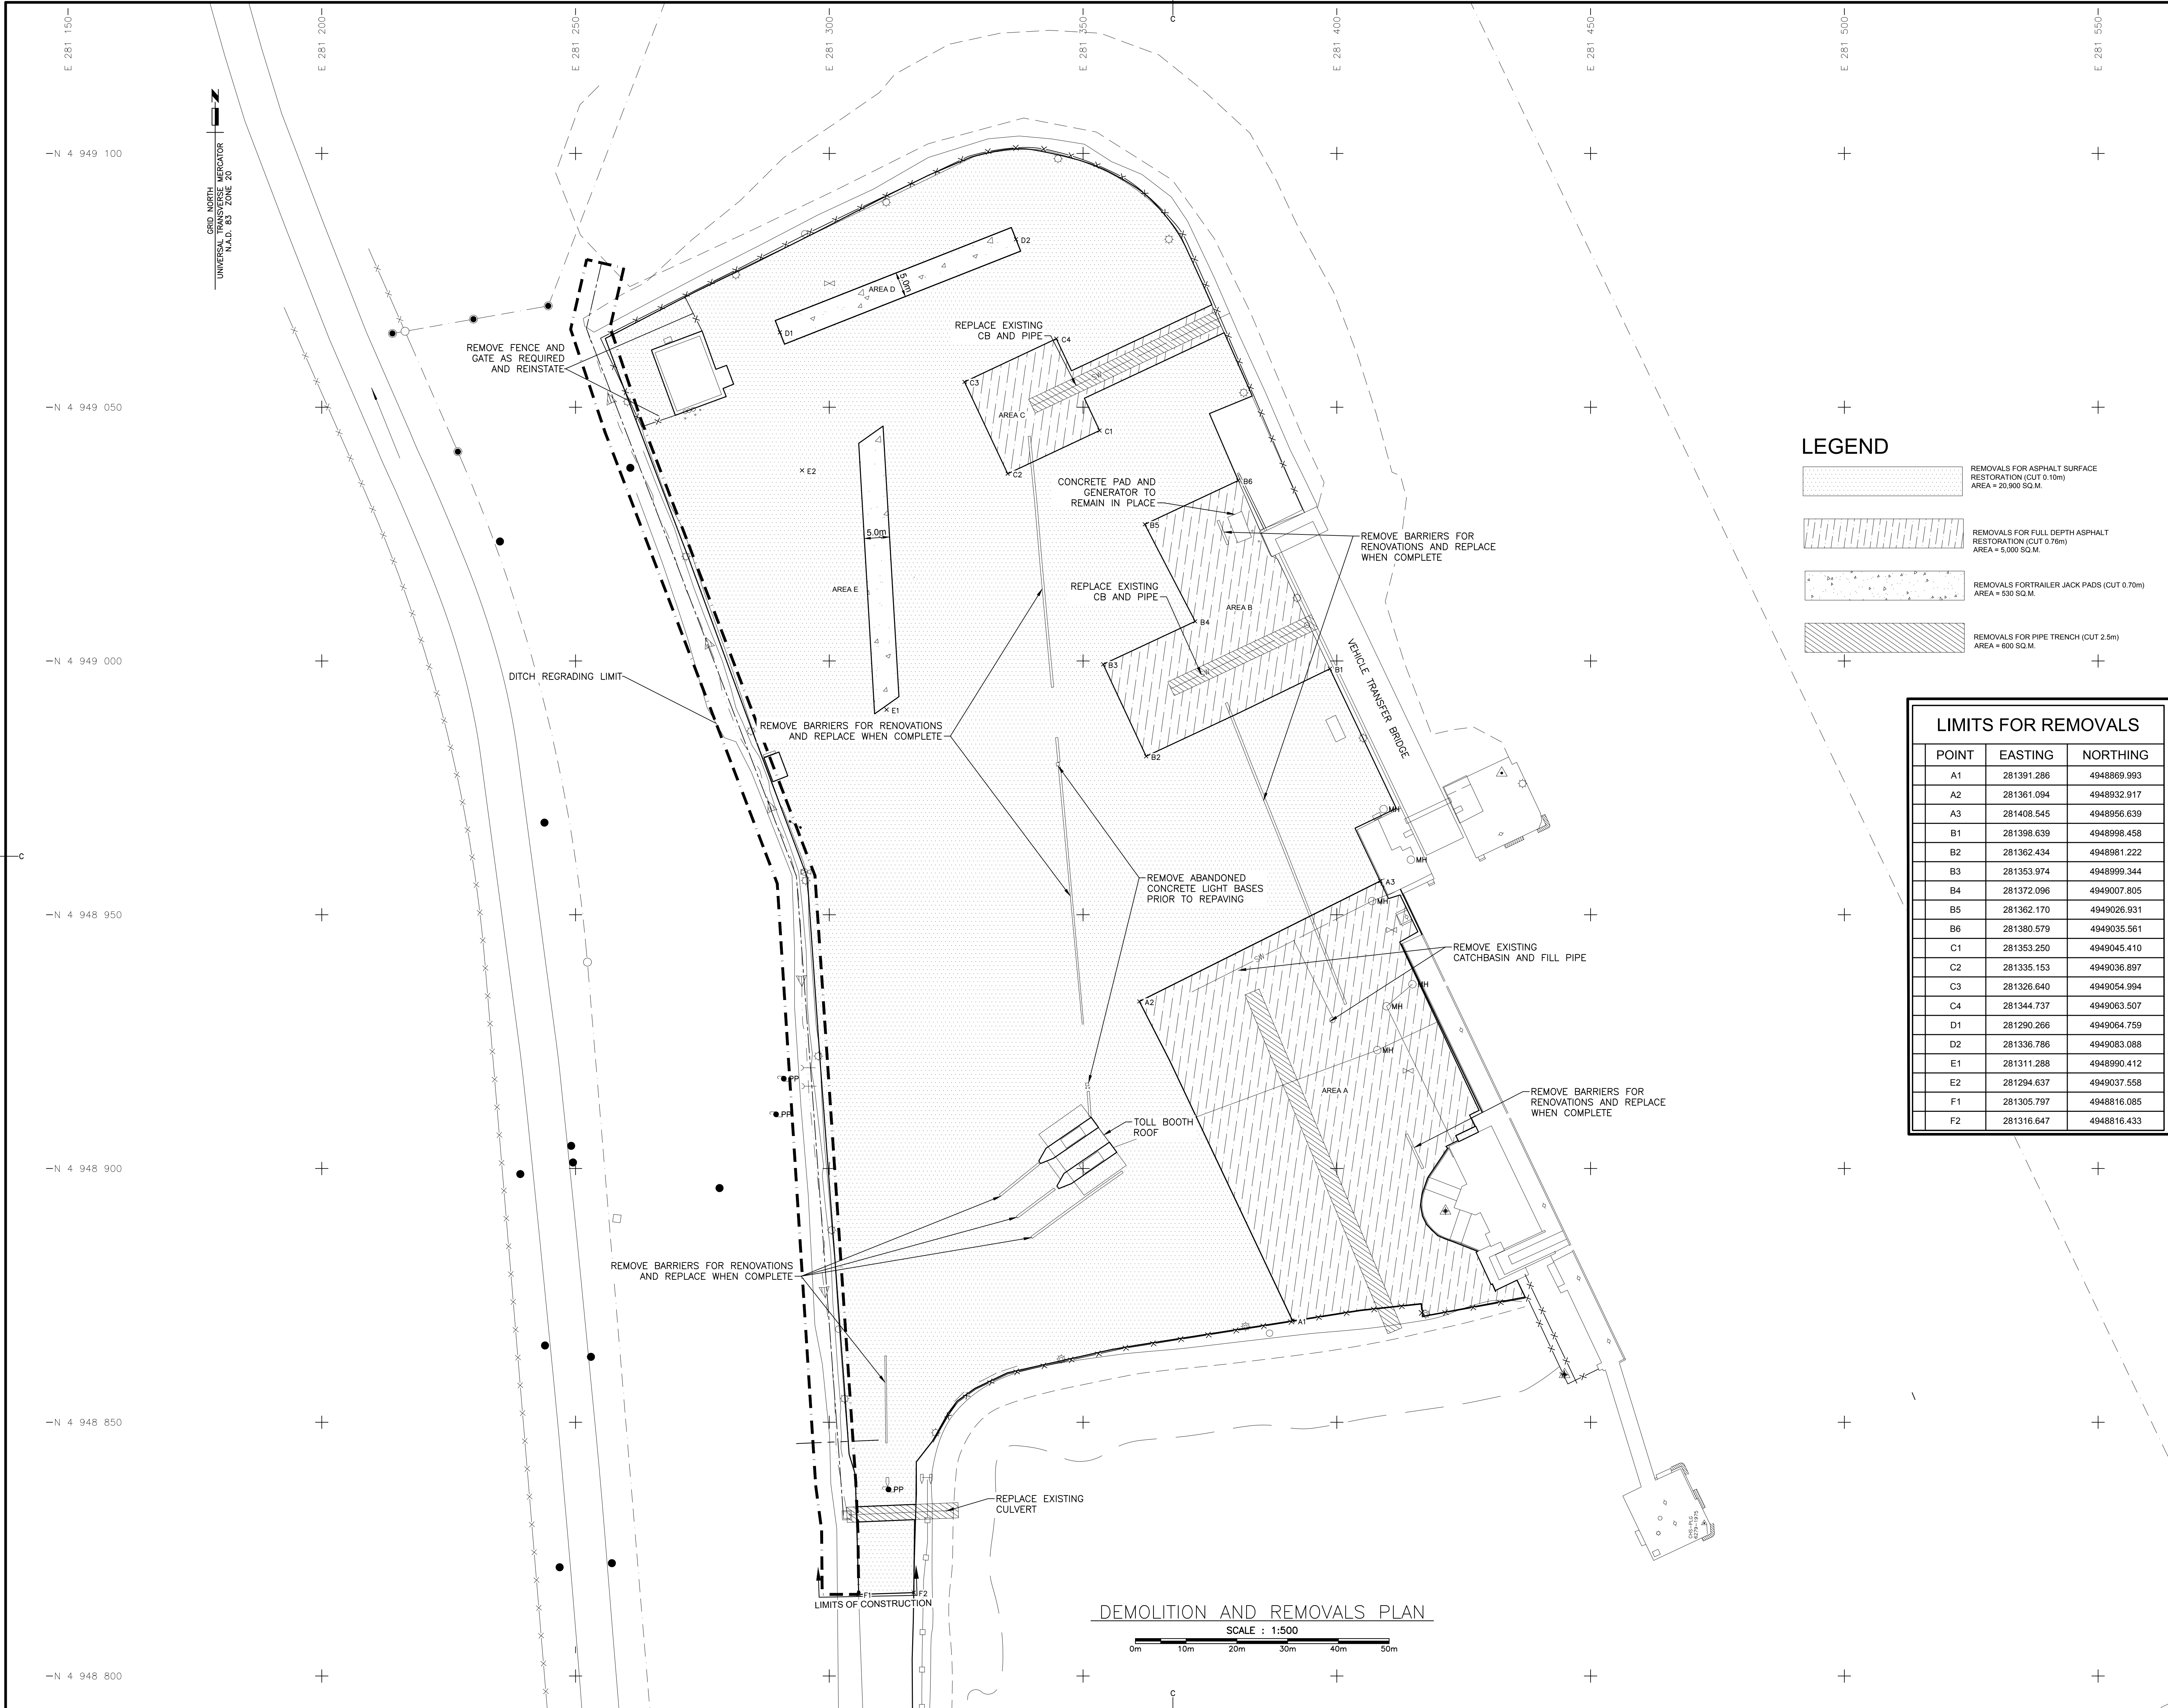 E 281 150
E 281 200
E 281 250
E 281 300
E 281 350
E 281 400
E 281 450
E 281 500
E 281 550
C
N
GRID NORTH
UNIVERSAL TRANSVERSE MERCATOR
N.A.D. 83 ZONE 20
N 4 949 100
N 4 949 050
N 4 949 000
N 4 948 950
N 4 948 900
N 4 948 850
N 4 948 800
C
REMOVE FENCE AND
GATE AS REQUIRED
AND REINSTATE
D2
5.0m
AREA D
D1
REPLACE EXISTING
CB AND PIPE
C4
C3
AREA C
C1
C2
E2
5.0m
AREA E
E1
CONCRETE PAD AND
GENERATOR TO
REMAIN IN PLACE
B6
B5
REMOVE BARRIERS FOR
RENOVATIONS AND REPLACE
WHEN COMPLETE
REPLACE EXISTING
CB AND PIPE
AREA B
B4
B3
B1
B2
VEHICLE TRANSFER BRIDGE
DITCH REGRADING LIMIT
REMOVE BARRIERS FOR RENOVATIONS
AND REPLACE WHEN COMPLETE
MH
MH
REMOVE ABANDONED
CONCRETE LIGHT BASES
PRIOR TO REPAVING
A3
MH
REMOVE EXISTING
CATCHBASIN AND FILL PIPE
A2
MH
MH
MH
PP
PP
AREA A
REMOVE BARRIERS FOR
RENOVATIONS AND REPLACE
WHEN COMPLETE
TOLL BOOTH
ROOF
REMOVE BARRIERS FOR RENOVATIONS
AND REPLACE WHEN COMPLETE
A1
PP
REPLACE EXISTING
CULVERT
F1
F2
LIMITS OF CONSTRUCTION
CHS-PLG
6279-1975
DEMOLITION AND REMOVALS PLAN
SCALE : 1:500
0m 10m 20m 30m 40m 50m
C
LEGEND
REMOVALS FOR ASPHALT SURFACE
RESTORATION (CUT 0.10m)
AREA = 20,900 SQ.M.
REMOVALS FOR FULL DEPTH ASPHALT
RESTORATION (CUT 0.76m)
AREA = 5,000 SQ.M.
REMOVALS FORTRAILER JACK PADS (CUT 0.70m)
AREA = 530 SQ.M.
REMOVALS FOR PIPE TRENCH (CUT 2.5m)
AREA = 600 SQ.M.
LIMITS FOR REMOVALS
POINT EASTING NORTHING
A1 281391.286 4948869.993
A2 281361.094 4948932.917
A3 281408.545 4948956.639
B1 281398.639 4948998.458
B2 281362.434 4948981.222
B3 281353.974 4948999.344
B4 281372.096 4949007.805
B5 281362.170 4949026.931
B6 281380.579 4949035.561
C1 281353.250 4949045.410
C2 281335.153 4949036.897
C3 281326.640 4949054.994
C4 281344.737 4949063.507
D1 281290.266 4949064.759
D2 281336.786 4949083.088
E1 281311.288 4948990.412
E2 281294.637 4949037.558
F1 281305.797 4948816.085
F2 281316.647 4948816.433